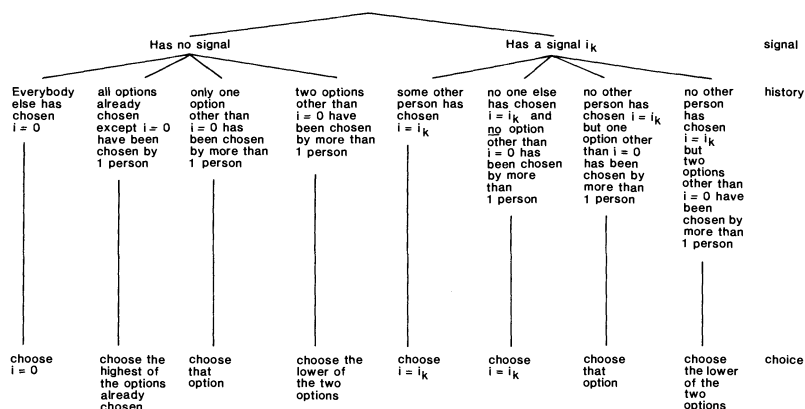 Has no signal
Has a signal i_k
signal
Everybody
else has
chosen
i = 0
all options
already
chosen
except i = 0
have been
chosen by
1 person
only one
option
other than
i = 0 has
been chosen
by more than
1 person
two options
other than
i = 0 have
been chosen
by more than
1 person
some other
person has
chosen
i = i_k
no one else
has chosen
i = i_k and
no option
other than
i = 0 has
been chosen
by more
than
1 person
no other
person has
chosen i = i_k
but one
option other
than i = 0
has been
chosen by
more than
1 person
no other
person
has
chosen
i = i_k
but
two
options
other than
i = 0 have
been
chosen by
more than
1 person
history
choose
i = 0
choose the
highest of
the options
already
chosen
choose
that
option
choose the
lower of
the two
options
choose
i = i_k
choose
i = i_k
choose
that
option
choose
the lower
of the
two
options
choice